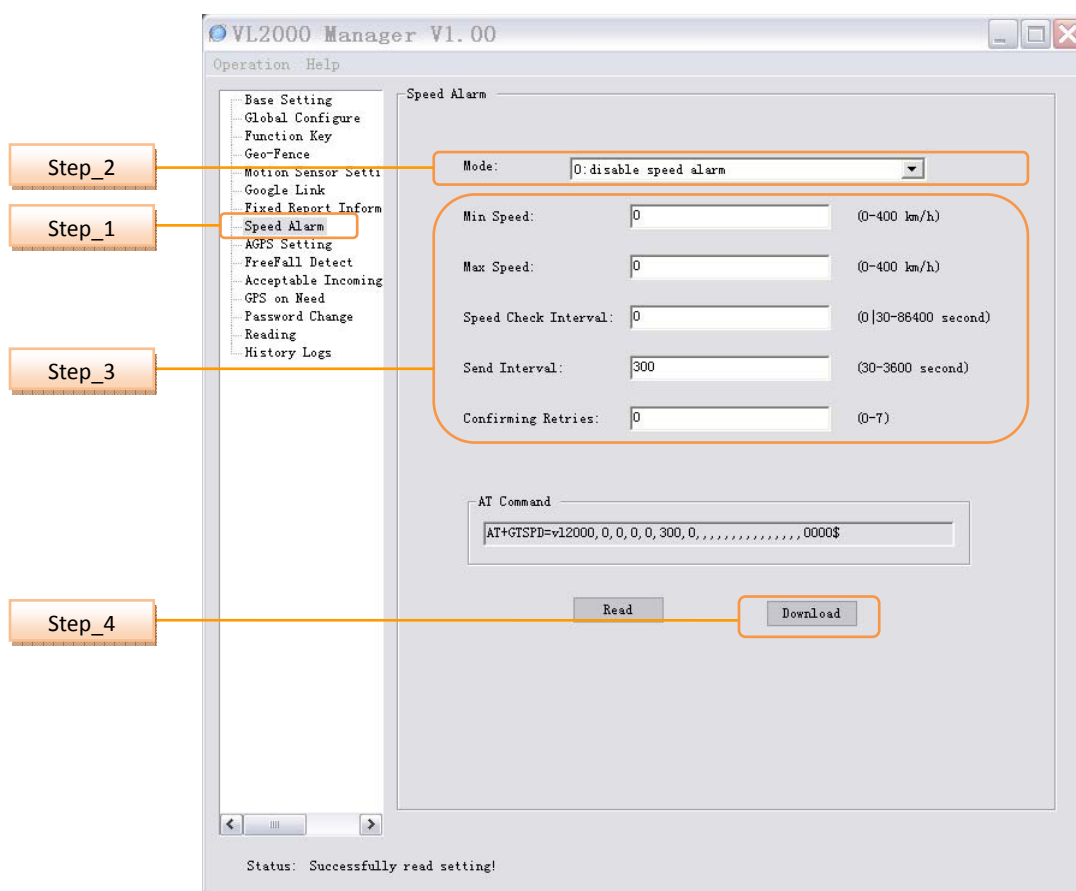 VL2000 Manager V1.00
Operation Help
Base Setting
Global Configure
Function Key
Geo-Fence
Motion Sensor Setti
Google Link
Fixed Report Inform
Speed Alarm
AGPS Setting
FreeFall Detect
Acceptable Incoming
GPS on Need
Password Change
Reading
History Logs
Step_2
Step_1
Step_3
Step_4
Speed Alarm
Mode: 0:disable speed alarm
Min Speed: 0 (0-400 km/h)
Max Speed: 0 (0-400 km/h)
Speed Check Interval: 0 (0|30-86400 second)
Send Interval: 300 (30-3600 second)
Confirming Retries: 0 (0-7)
AT Command
AT+GTSPD=vl2000,0,0,0,0,300,0,,,,,,,,,,,,,,,0000$
Read Download
Status: Successfully read setting!